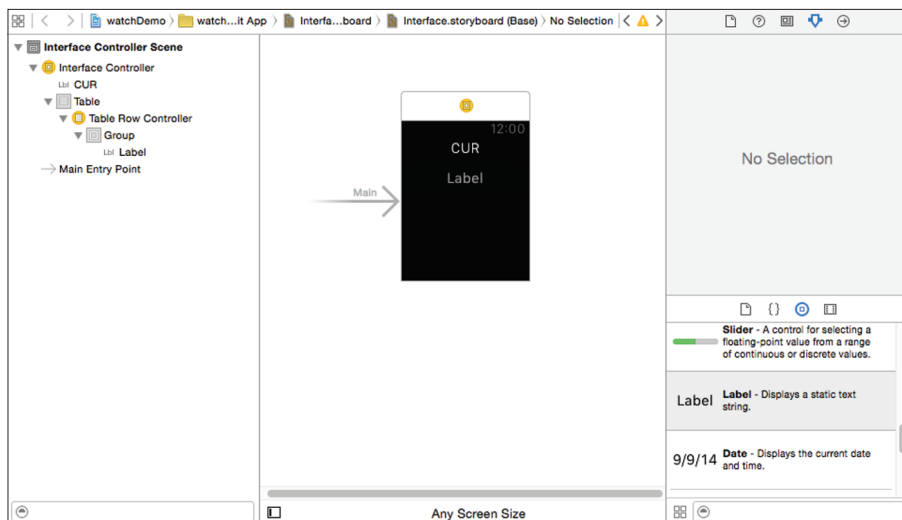 watchDemo watch...it App Interfa...board Interface.storyboard (Base) No Selection
Interface Controller Scene
Interface Controller
Lbl CUR
Table
Table Row Controller
Group
Lbl Label
Main Entry Point
12:00
CUR
Label
Main
Any Screen Size
No Selection
{}
Slider - A control for selecting a
floating-point value from a range
of continuous or discrete values.
Label Label - Displays a static text
string.
9/9/14 Date - Displays the current date
and time.